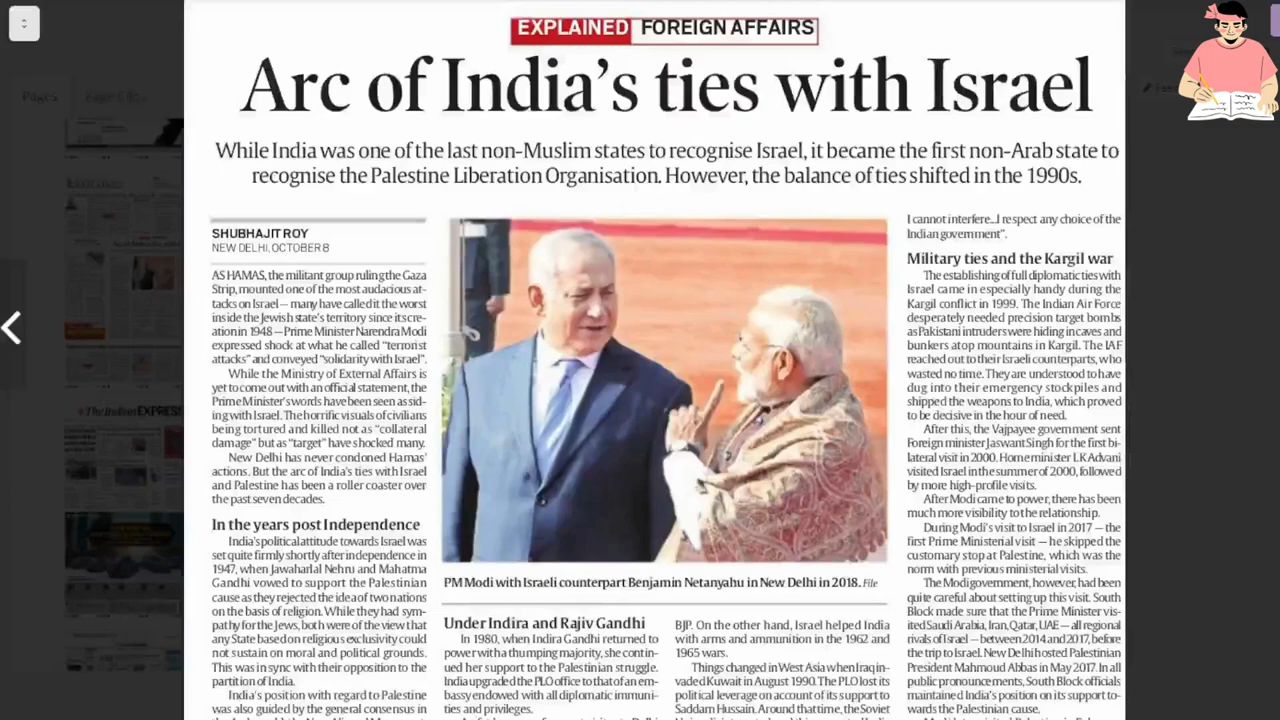 EXPLAINED FOREIGN AFFAIRS
Arc of India's ties with Israel
While India was one of the last non-Muslim states to recognise Israel, it became the first non-Arab state to
recognise the Palestine Liberation Organisation. However, the balance of ties shifted in the 1990s.
SHUBHAJIT ROY
NEW DELHI, OCTOBER 8
AS HAMAS, the militant group ruling the Gaza
Strip, mounted one of the most audacious at-
tacks on Israel — many have called it the worst
inside the Jewish state's territory since its cre-
ation in 1948 — Prime Minister Narendra Modi
expressed shock at what he called "terrorist
attacks" and conveyed "solidarity with Israel".
While the Ministry of External Affairs is
yet to come out with an official statement, the
Prime Minister's words have been seen as sid-
ing with Israel. The horrific visuals of civilians
being tortured and killed not as "collateral
damage" but as "target" have shocked many.
New Delhi has never condoned Hamas'
actions. But the arc of India's ties with Israel
and Palestine has been a roller coaster over
the past seven decades.
In the years post Independence
India's political attitude towards Israel was
set quite firmly shortly after independence in
1947, when Jawaharlal Nehru and Mahatma
Gandhi vowed to support the Palestinian
cause as they rejected the idea of two nations
on the basis of religion. While they had sym-
pathy for the Jews, both were of the view that
any State based on religious exclusivity could
not sustain on moral and political grounds.
This was in sync with their opposition to the
partition of India.
India's position with regard to Palestine
was also guided by the general consensus in
PM Modi with Israeli counterpart Benjamin Netanyahu in New Delhi in 2018. File
Under Indira and Rajiv Gandhi
In 1980, when Indira Gandhi returned to
power with a thumping majority, she contin-
ued her support to the Palestinian struggle.
India upgraded the PLO office to that of an em-
bassy endowed with all diplomatic immuni-
ties and privileges.
BJP. On the other hand, Israel helped India
with arms and ammunition in the 1962 and
1965 wars.
Things changed in West Asia when Iraq in-
vaded Kuwait in August 1990. The PLO lost its
political leverage on account of its support to
Saddam Hussain. Around that time, the Soviet
I cannot interfere...I respect any choice of the
Indian government".
Military ties and the Kargil war
The establishing of full diplomatic ties with
Israel came in especially handy during the
Kargil conflict in 1999. The Indian Air Force
desperately needed precision target bombs
as Pakistani intruders were hiding in caves and
bunkers atop mountains in Kargil. The IAF
reached out to their Israeli counterparts, who
wasted no time. They are understood to have
dug into their emergency stockpiles and
shipped the weapons to India, which proved
to be decisive in the hour of need.
After this, the Vajpayee government sent
Foreign minister Jaswant Singh for the first bi-
lateral visit in 2000. Home minister LK Advani
visited Israel in the summer of 2000, followed
by more high-profile visits.
After Modi came to power, there has been
much more visibility to the relationship.
During Modi's visit to Israel in 2017 — the
first Prime Ministerial visit — he skipped the
customary stop at Palestine, which was the
norm with previous ministerial visits.
The Modi government, however, had been
quite careful about setting up this visit. South
Block made sure that the Prime Minister vis-
ited Saudi Arabia, Iran, Qatar, UAE — all regional
rivals of Israel — between 2014 and 2017, before
the trip to Israel. New Delhi hosted Palestinian
President Mahmoud Abbas in May 2017. In all
public pronouncements, South Block officials
maintained India's position on its support to-
wards the Palestinian cause.
Pages
The Indian EXPRESS